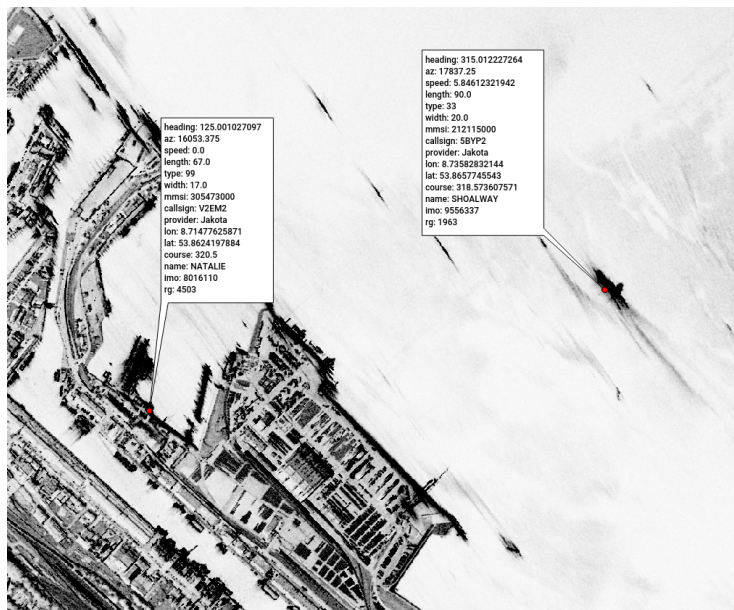 heading: 125.001027097
az: 16053.375
speed: 0.0
length: 67.0
type: 99
width: 17.0
mmsi: 305473000
callsign: V2EM2
provider: Jakota
lon: 8.71477625871
lat: 53.8624197884
course: 320.5
name: NATALIE
imo: 8016110
rg: 4503
heading: 315.012227264
az: 17837.25
speed: 5.84612321942
length: 90.0
type: 33
width: 20.0
mmsi: 212115000
callsign: 5BYP2
provider: Jakota
lon: 8.73582832144
lat: 53.8657745543
course: 318.573607571
name: SHOALWAY
imo: 9556337
rg: 1963